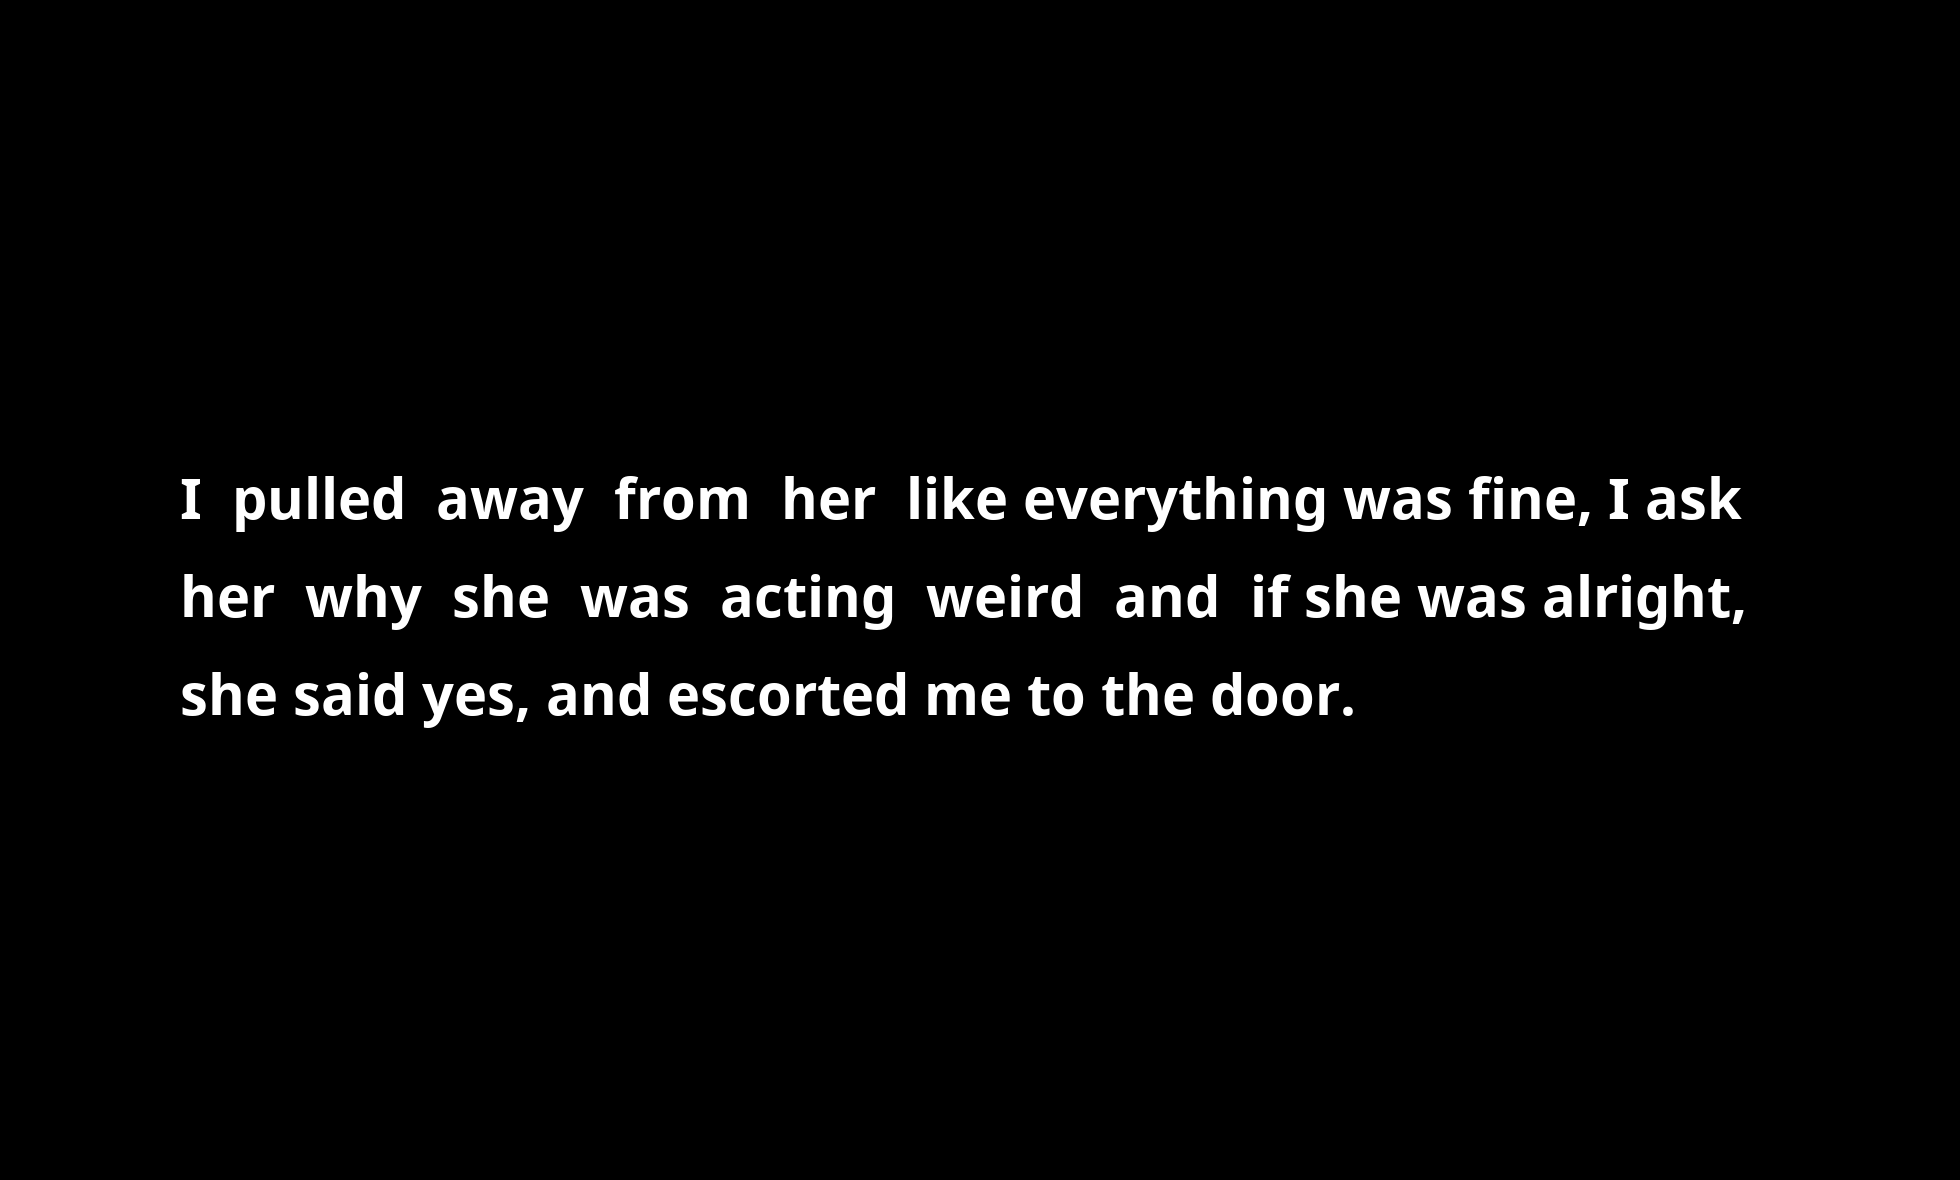 I pulled away from her like everything was fine, I ask
her why she was acting weird and if she was alright,
she said yes, and escorted me to the door.